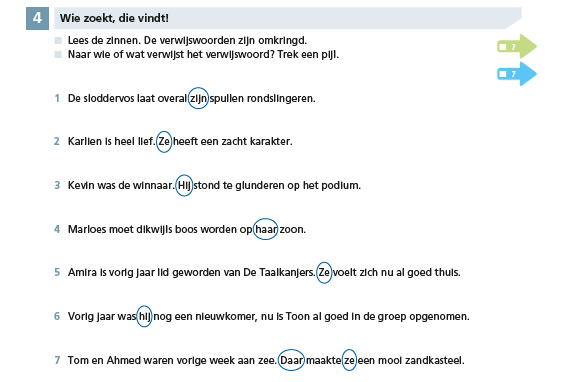 4 Wie zoekt, die vindt!
Lees de zinnen. De verwijswoorden zijn omkringd.
Naar wie of wat verwijst het verwijswoord? Trek een pijl.
7
7
1 De sloddervos laat overal zijn spullen rondslingeren.
2 Karlien is heel lief. Ze heeft een zacht karakter.
3 Kevin was de winnaar. Hij stond te glunderen op het podium.
4 Marloes moet dikwijls boos worden op haar zoon.
5 Amira is vorig jaar lid geworden van De Taalkanjers. Ze voelt zich nu al goed thuis.
6 Vorig jaar was hij nog een nieuwkomer, nu is Toon al goed in de groep opgenomen.
7 Tom en Ahmed waren vorige week aan zee. Daar maakte ze een mooi zandkasteel.